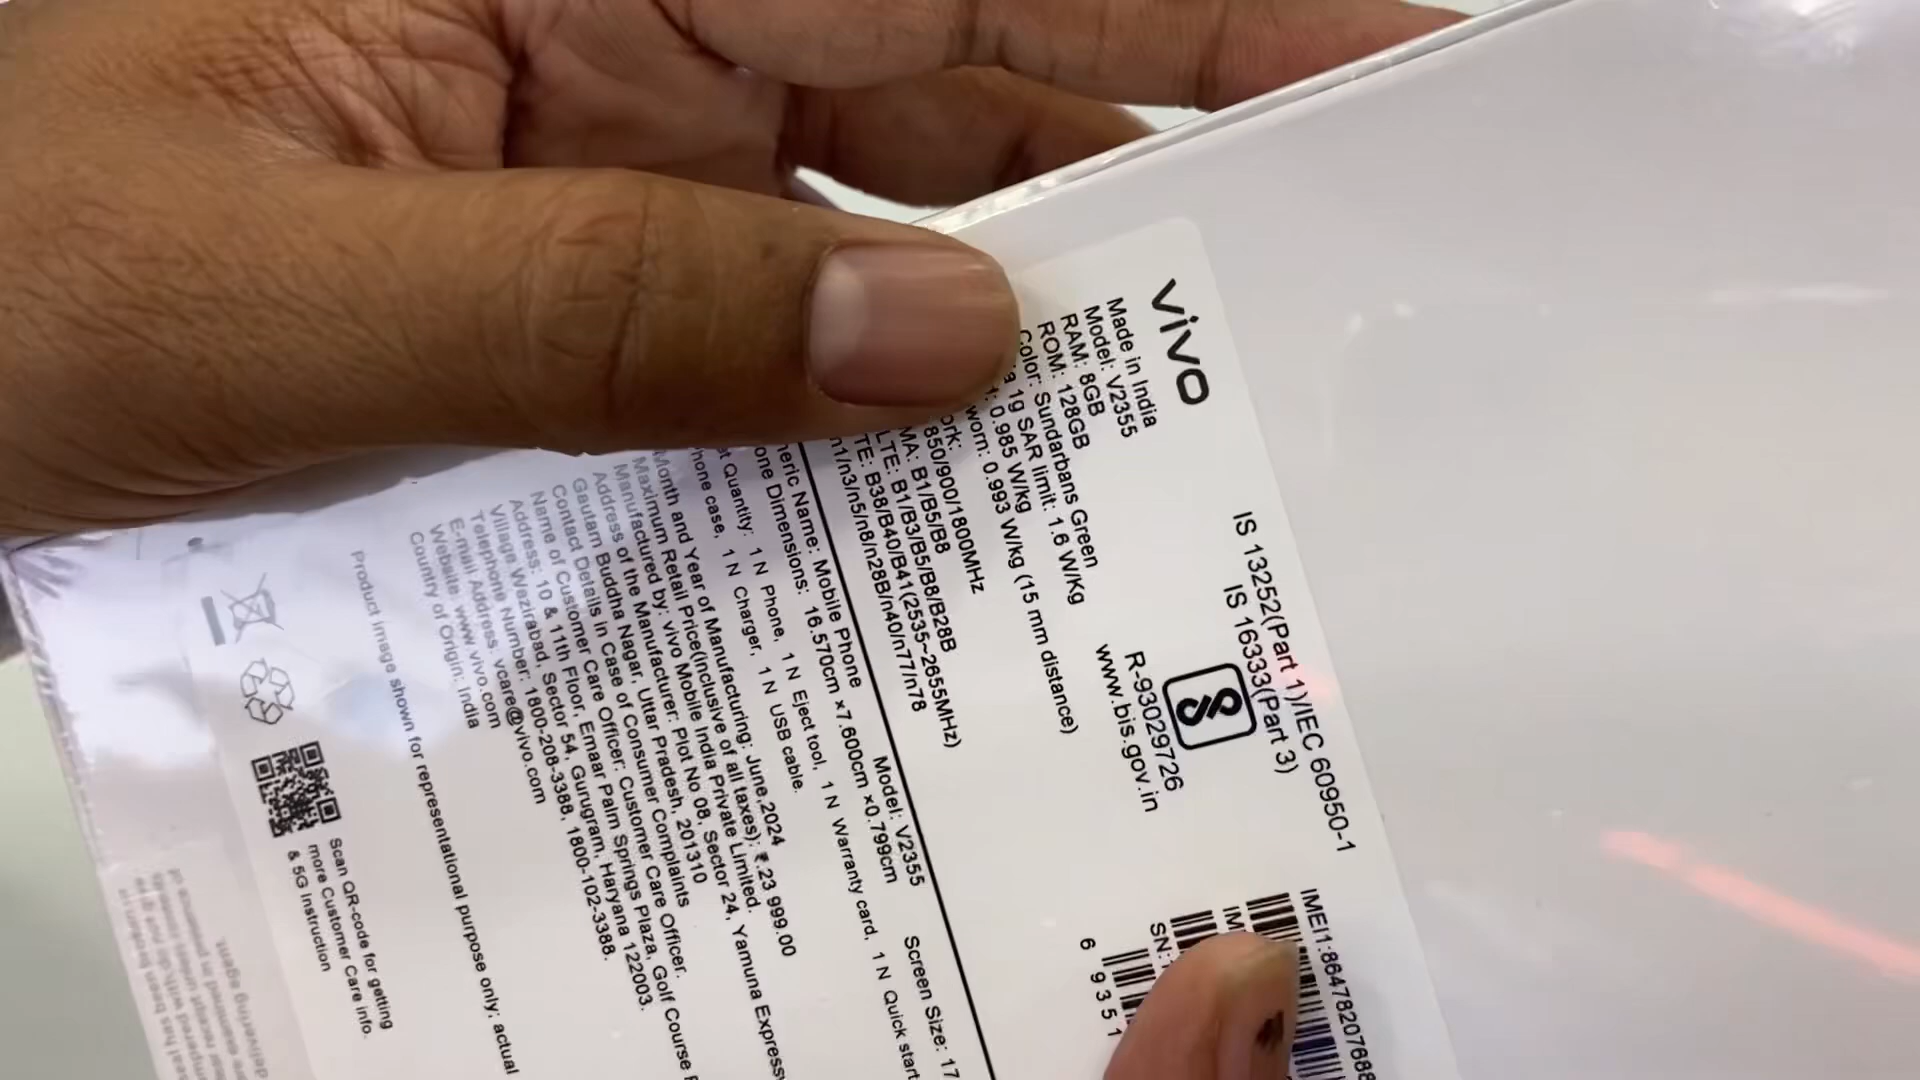 vivo
Made in India
Model: V2355
RAM: 8GB
ROM: 128GB
Color: Sundarbans Green
1g SAR limit: 1.6 W/Kg
0.985 W/kg
worn: 0.993 W/kg (15 mm distance)
850/900/1800MHz
B1/B5/B8
LTE: B1/B3/B5/B8/B28B
B38/B40/B41(2535~2655MHz)
n1/n3/n5/n8/n28B/n40/n77/n78
IS 13252(Part 1)/IEC 60950-1
IS 16333(Part 3)
R-93029726
www.bis.gov.in
IMEI1:86478207688
SN:
6 9351
Name: Mobile Phone Model: V2355 Screen Size: 17
Dimensions: 16.570cm ×7.600cm ×0.799cm
Quantity: 1 N Phone, 1 N Eject tool, 1 N Warranty card, 1 N Quick start
case, 1 N Charger, 1 N USB cable.
Month and Year of Manufacturing: June,2024
Maximum Retail Price(Inclusive of all taxes): ₹.23 999.00
Manufactured by: vivo Mobile India Private Limited.
Address of the Manufacturer: Plot No 08, Sector 24, Yamuna Express
Gautam Buddha Nagar, Uttar Pradesh, 201310
Contact Details in Case of Consumer Complaints
Name of Customer Care Officer: Customer Care Officer.
Address: 10 & 11th Floor, Emaar Palm Springs Plaza, Golf Course
Village Wazirabad, Sector 54, Gurugram, Haryana 122003.
Telephone Number: 1800-208-3388, 1800-102-3388.
E-mail Address: vcare@vivo.com
Website: www.vivo.com
Country of Origin: India
Product image shown for representational purpose only; actual
Scan QR-code for getting
more Customer Care info.
& 5G Instruction
seal has been broken or
delivering agent.